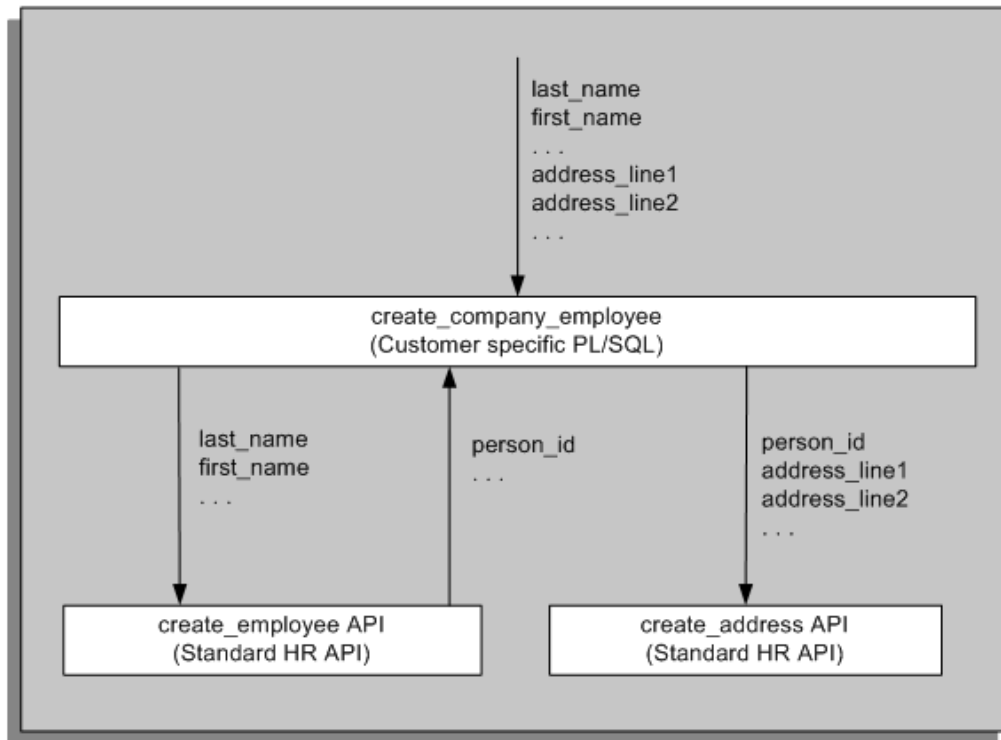 last_name
first_name
. . .
address_line1
address_line2
. . .
create_company_employee
(Customer specific PL/SQL)
last_name
first_name
. . .
person_id
. . .
person_id
address_line1
address_line2
. . .
create_employee API
(Standard HR API)
create_address API
(Standard HR API)